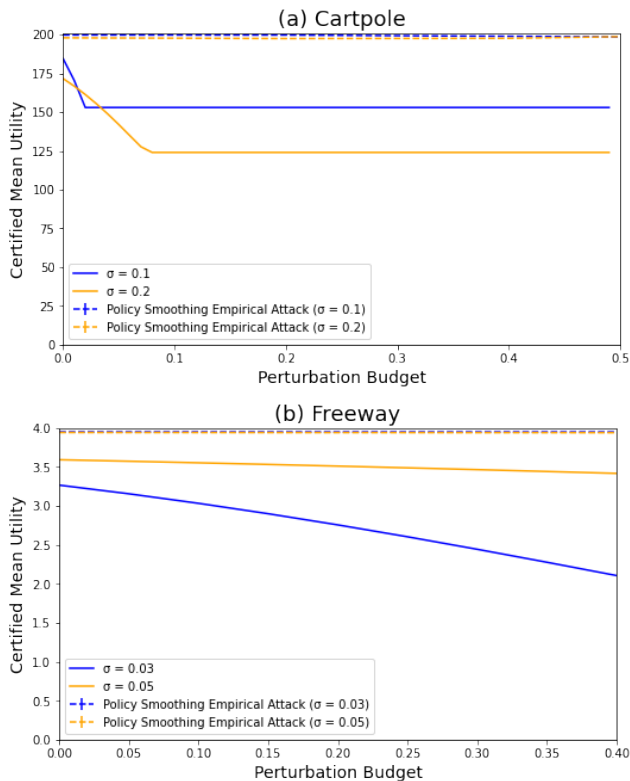 (a) Cartpole
200
175
150
125
100
75
50
25
0
Certified Mean Utility
σ = 0.1
σ = 0.2
Policy Smoothing Empirical Attack (σ = 0.1)
Policy Smoothing Empirical Attack (σ = 0.2)
0.0 0.1 0.2 0.3 0.4 0.5
Perturbation Budget
(b) Freeway
4.0
3.5
3.0
2.5
2.0
1.5
1.0
0.5
0.0
Certified Mean Utility
σ = 0.03
σ = 0.05
Policy Smoothing Empirical Attack (σ = 0.03)
Policy Smoothing Empirical Attack (σ = 0.05)
0.00 0.05 0.10 0.15 0.20 0.25 0.30 0.35 0.40
Perturbation Budget